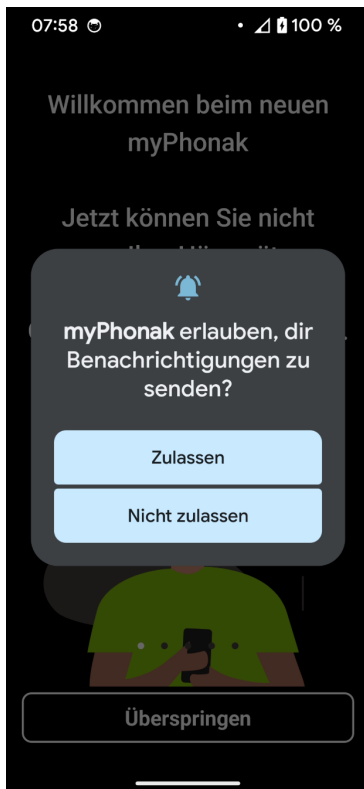 07:58
100 %
Willkommen beim neuen
myPhonak
Jetzt können Sie nicht
myPhonak erlauben, dir
Benachrichtigungen zu
senden?
Zulassen
Nicht zulassen
Überspringen